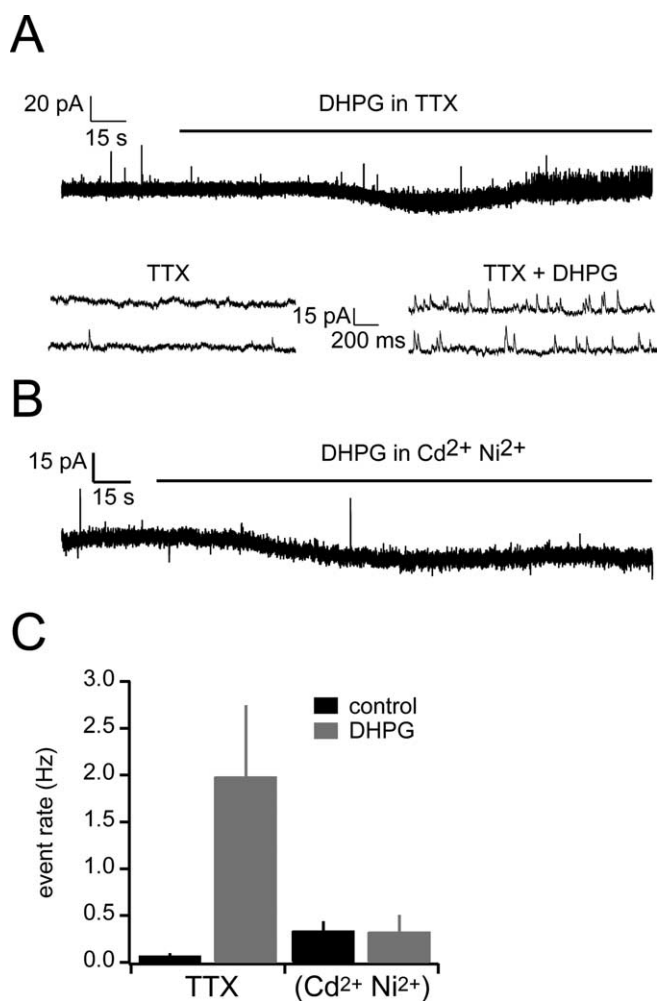 A
20 pA
15 s
DHPG in TTX
TTX
TTX + DHPG
15 pA
200 ms
B
15 pA
15 s
DHPG in Cd²⁺ Ni²⁺
C
event rate (Hz)
3.0
2.5
2.0
1.5
1.0
0.5
0.0
control
DHPG
TTX
(Cd²⁺ Ni²⁺)